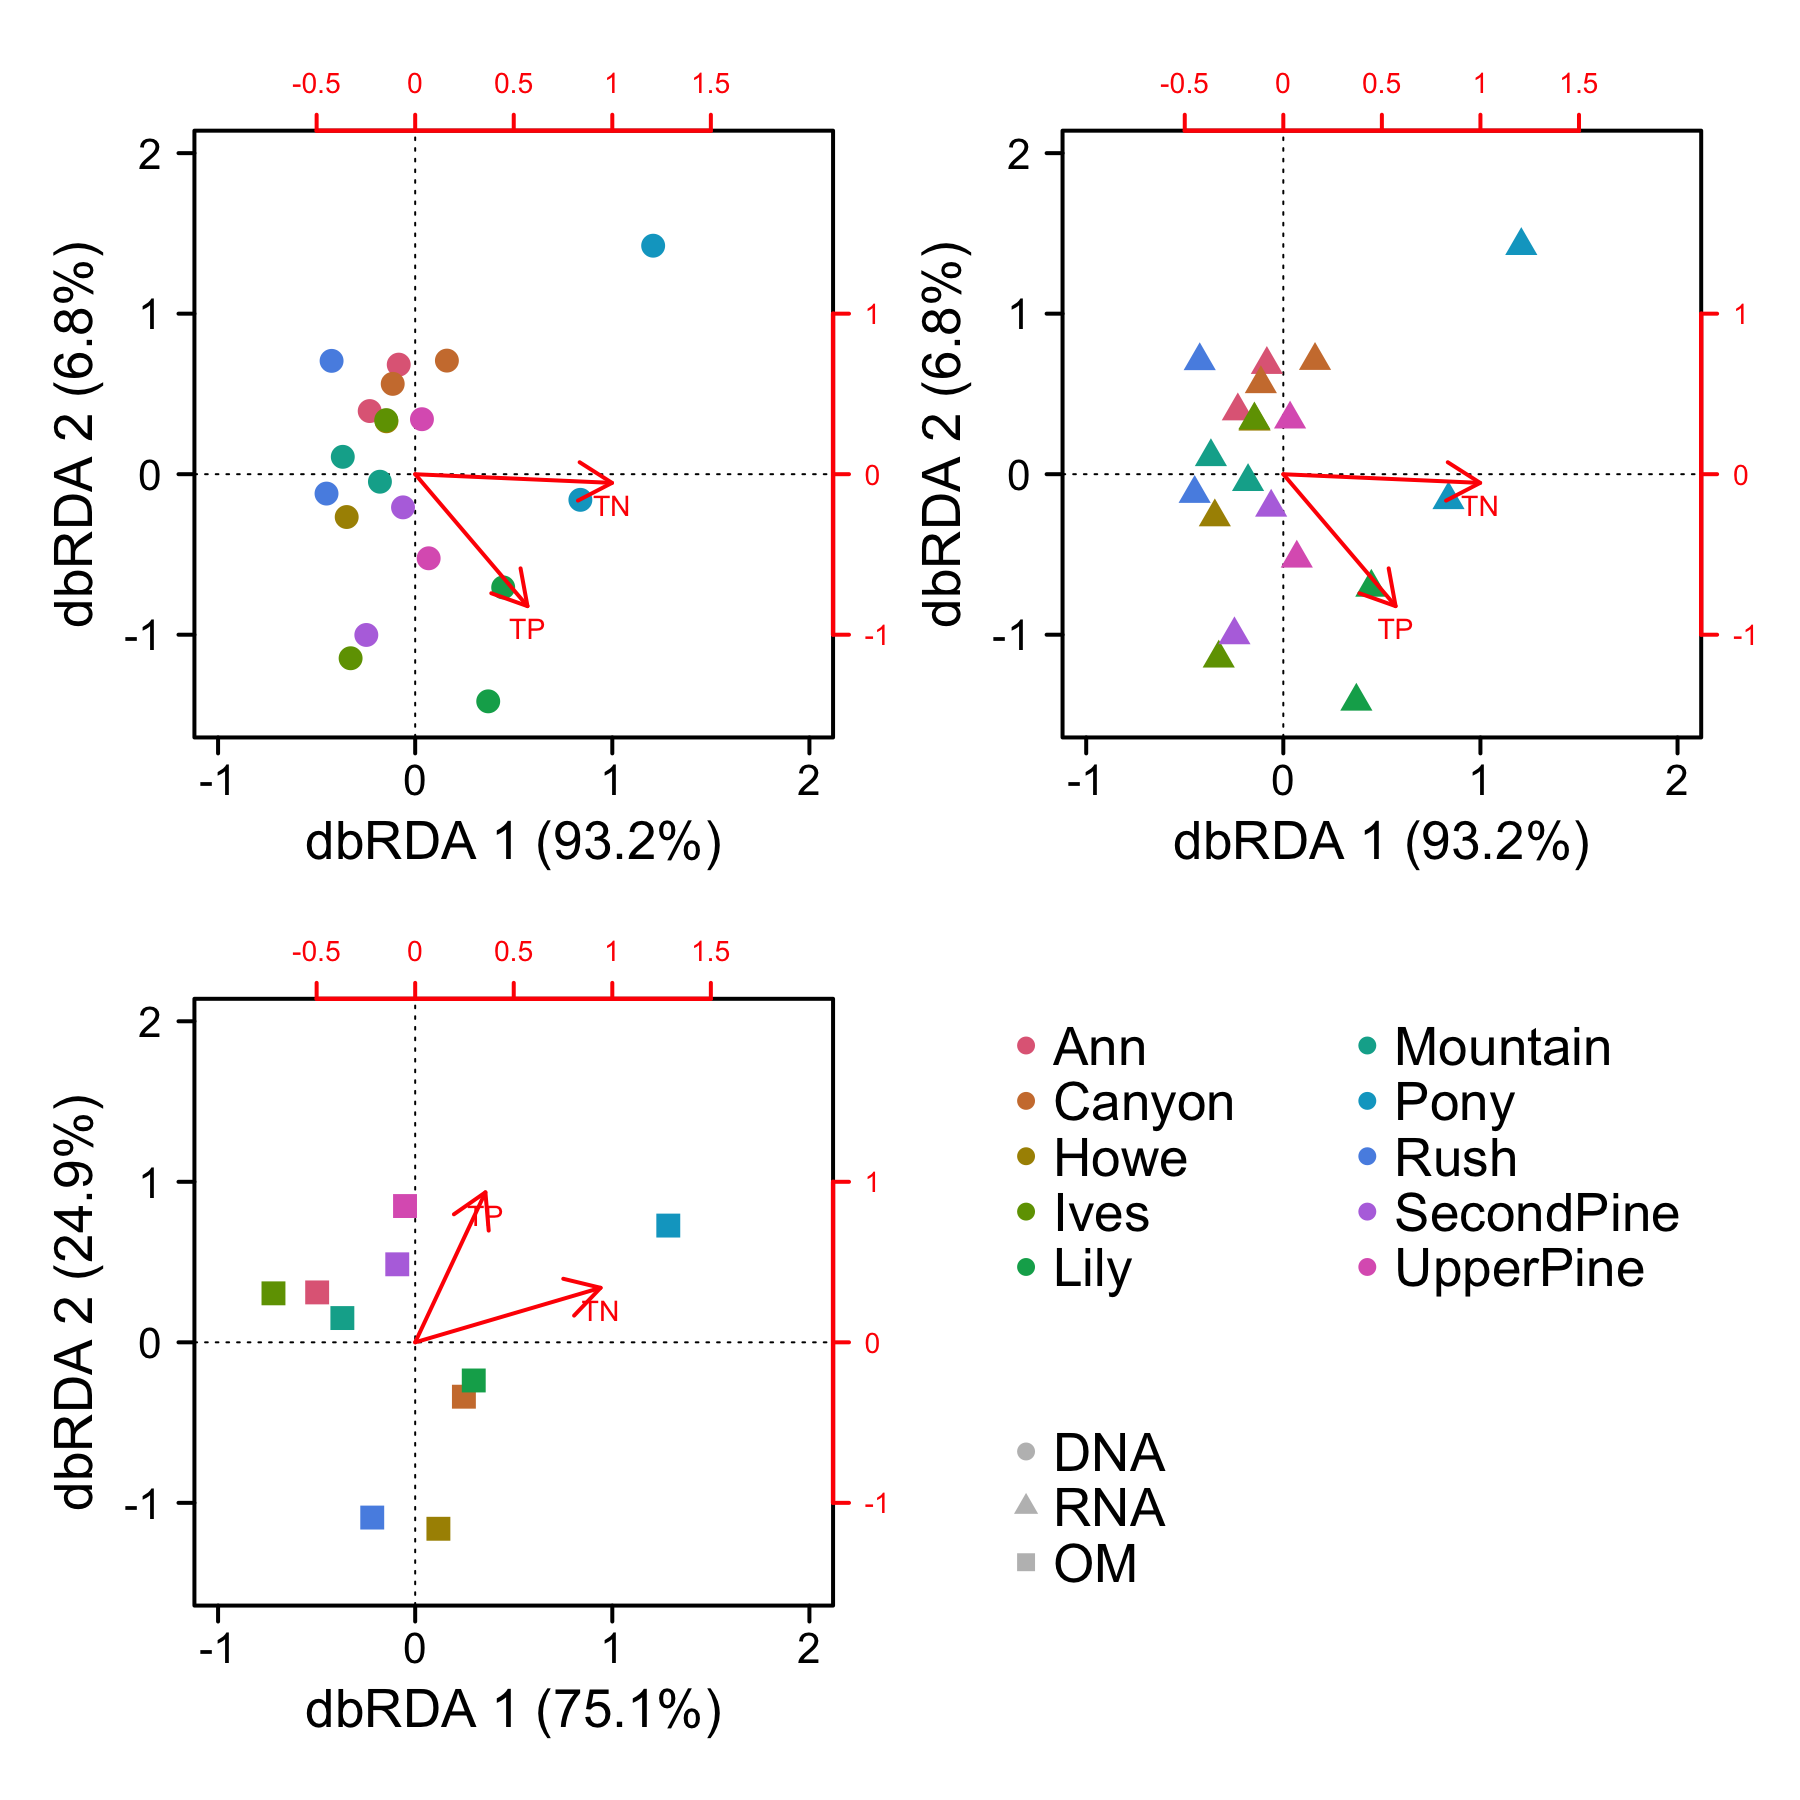 -0.5 0 0.5 1 1.5
2
1
0
-1
dbRDA 2 (6.8%)
TN
TP
1
0
-1
-1 0 1 2
dbRDA 1 (93.2%)
-0.5 0 0.5 1 1.5
2
1
0
-1
dbRDA 2 (6.8%)
TN
TP
1
0
-1
-1 0 1 2
dbRDA 1 (93.2%)
-0.5 0 0.5 1 1.5
2
1
0
-1
dbRDA 2 (24.9%)
TP
TN
1
0
-1
-1 0 1 2
dbRDA 1 (75.1%)
Ann
Canyon
Howe
Ives
Lily
Mountain
Pony
Rush
SecondPine
UpperPine
DNA
RNA
OM